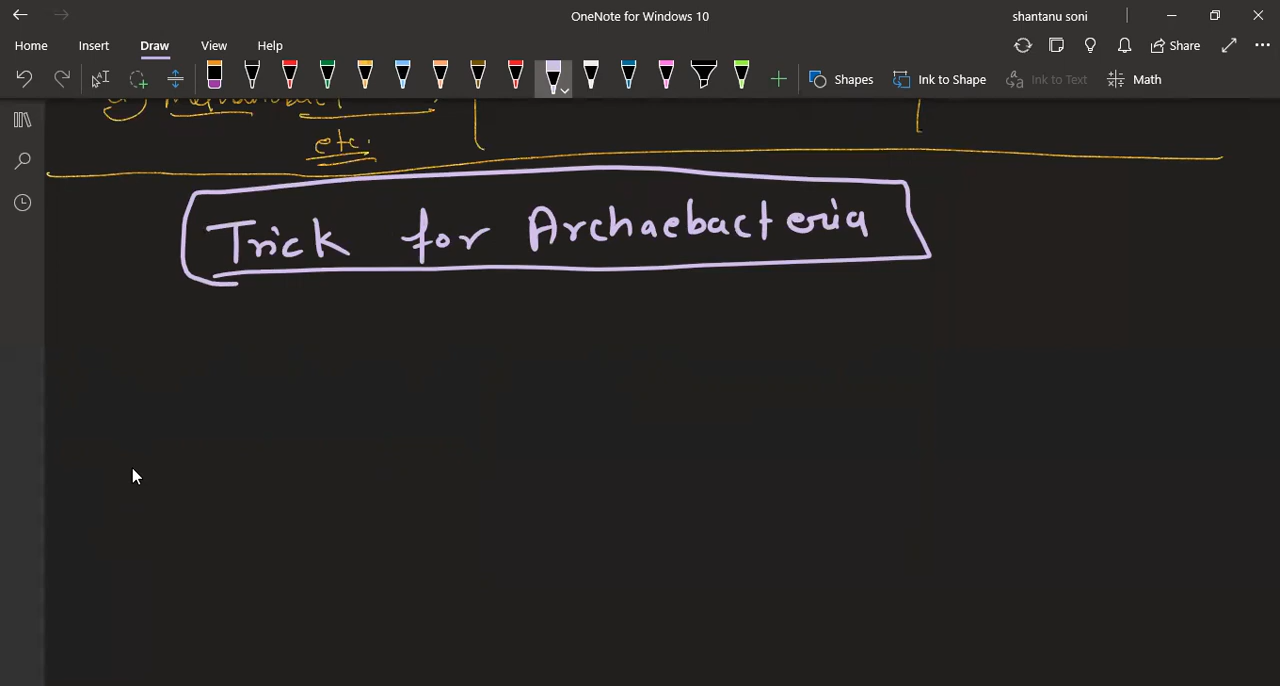 OneNote for Windows 10
shantanu soni
Home Insert Draw View Help
Share
Shapes Ink to Shape Ink to Text Math
etc.
Trick for Archaebacteria